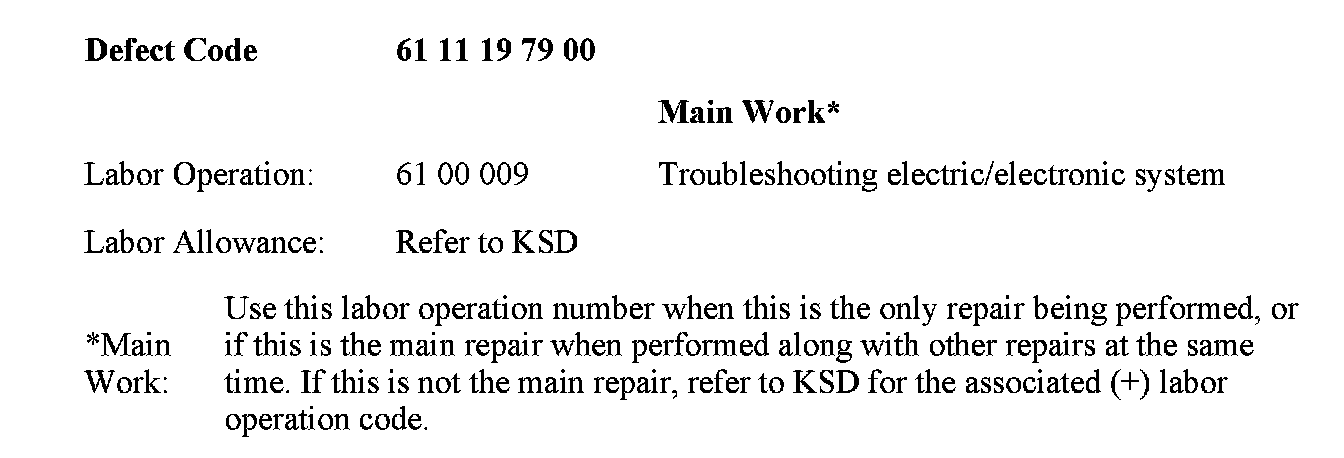 Defect Code 61 11 19 79 00
Main Work*
Labor Operation: 61 00 009 Troubleshooting electric/electronic system
Labor Allowance: Refer to KSD
Use this labor operation number when this is the only repair being performed, or
*Main if this is the main repair when performed along with other repairs at the same
Work: time. If this is not the main repair, refer to KSD for the associated (+) labor
operation code.